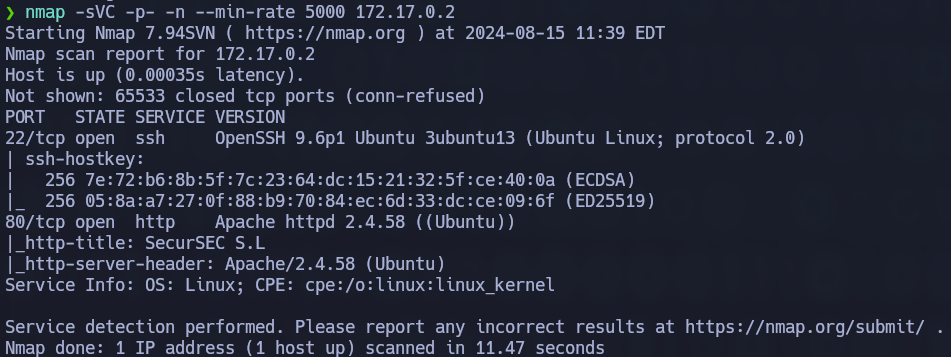 ❯ nmap -sVC -p- -n --min-rate 5000 172.17.0.2
Starting Nmap 7.94SVN ( https://nmap.org ) at 2024-08-15 11:39 EDT
Nmap scan report for 172.17.0.2
Host is up (0.00035s latency).
Not shown: 65533 closed tcp ports (conn-refused)
PORT   STATE SERVICE VERSION
22/tcp open  ssh     OpenSSH 9.6p1 Ubuntu 3ubuntu13 (Ubuntu Linux; protocol 2.0)
| ssh-hostkey:
|   256 7e:72:b6:8b:5f:7c:23:64:dc:15:21:32:5f:ce:40:0a (ECDSA)
|_  256 05:8a:a7:27:0f:88:b9:70:84:ec:6d:33:dc:ce:09:6f (ED25519)
80/tcp open  http    Apache httpd 2.4.58 ((Ubuntu))
|_http-title: SecurSEC S.L
|_http-server-header: Apache/2.4.58 (Ubuntu)
Service Info: OS: Linux; CPE: cpe:/o:linux:linux_kernel

Service detection performed. Please report any incorrect results at https://nmap.org/submit/ .
Nmap done: 1 IP address (1 host up) scanned in 11.47 seconds